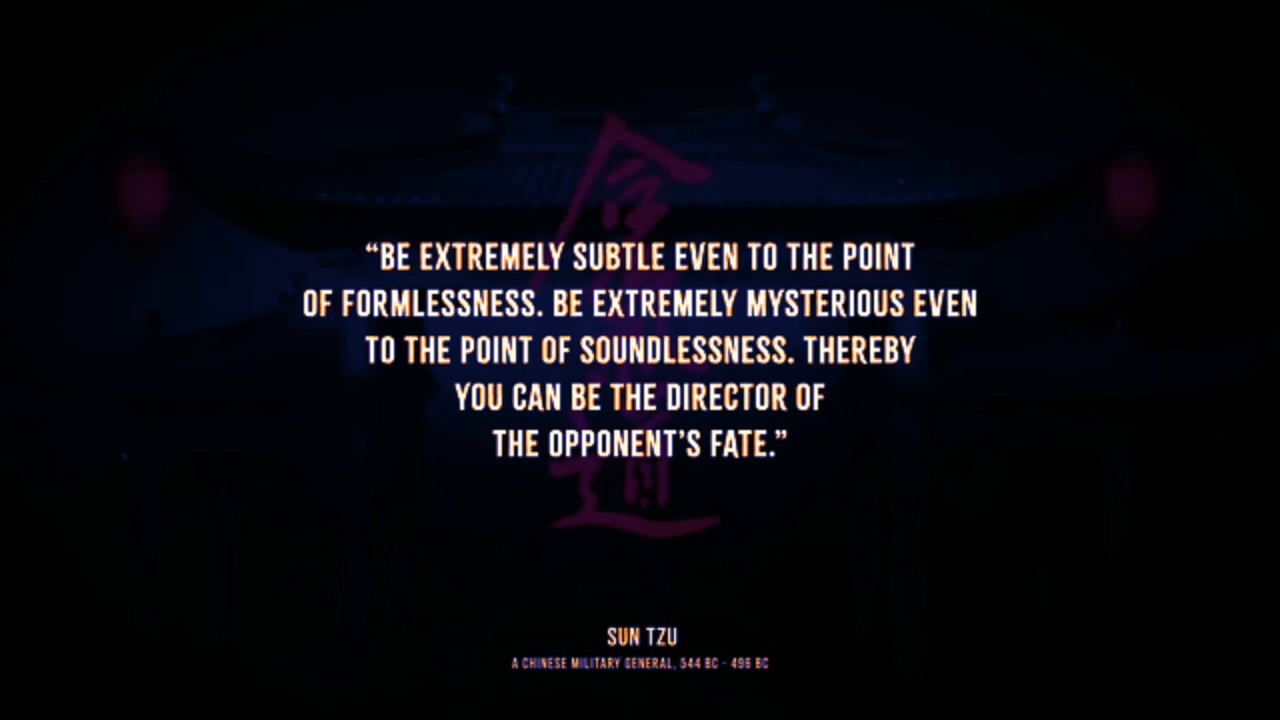 “BE EXTREMELY SUBTLE EVEN TO THE POINT
OF FORMLESSNESS. BE EXTREMELY MYSTERIOUS EVEN
TO THE POINT OF SOUNDLESSNESS. THEREBY
YOU CAN BE THE DIRECTOR OF
THE OPPONENT’S FATE.”
SUN TZU
A CHINESE MILITARY GENERAL, 544 BC - 496 BC